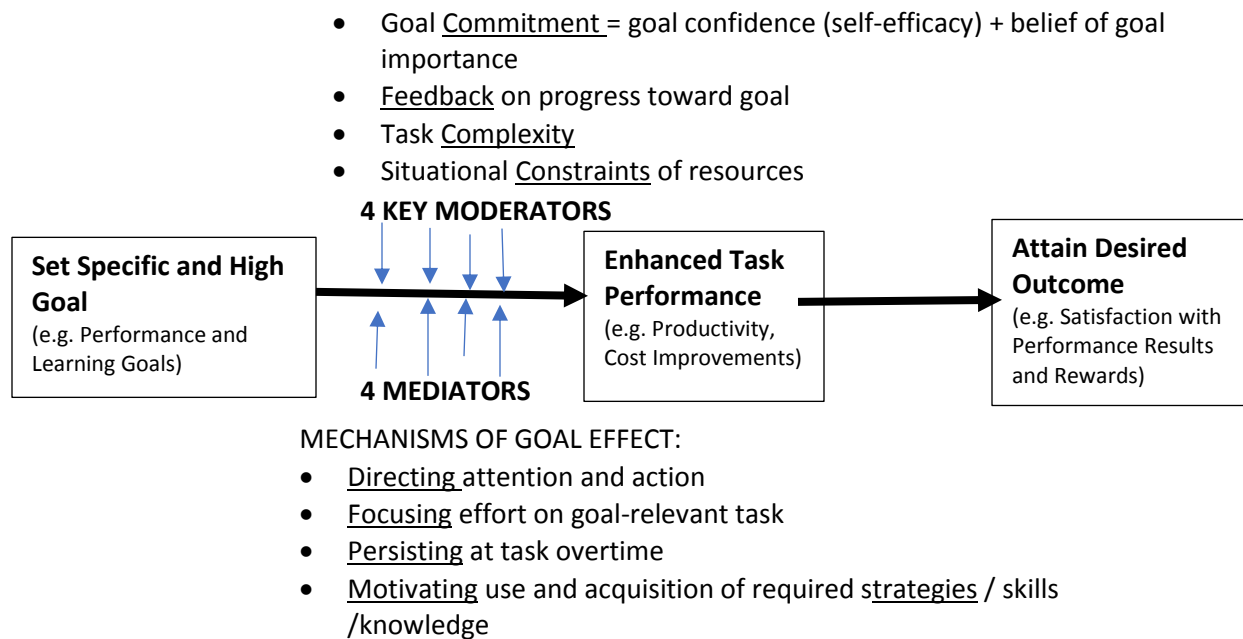 • Goal Commitment = goal confidence (self-efficacy) + belief of goal
importance
• Feedback on progress toward goal
• Task Complexity
• Situational Constraints of resources
4 KEY MODERATORS
Set Specific and High
Goal
(e.g. Performance and
Learning Goals)
Enhanced Task
Performance
(e.g. Productivity,
Cost Improvements)
Attain Desired
Outcome
(e.g. Satisfaction with
Performance Results
and Rewards)
4 MEDIATORS
MECHANISMS OF GOAL EFFECT:
• Directing attention and action
• Focusing effort on goal-relevant task
• Persisting at task overtime
• Motivating use and acquisition of required strategies / skills
/knowledge